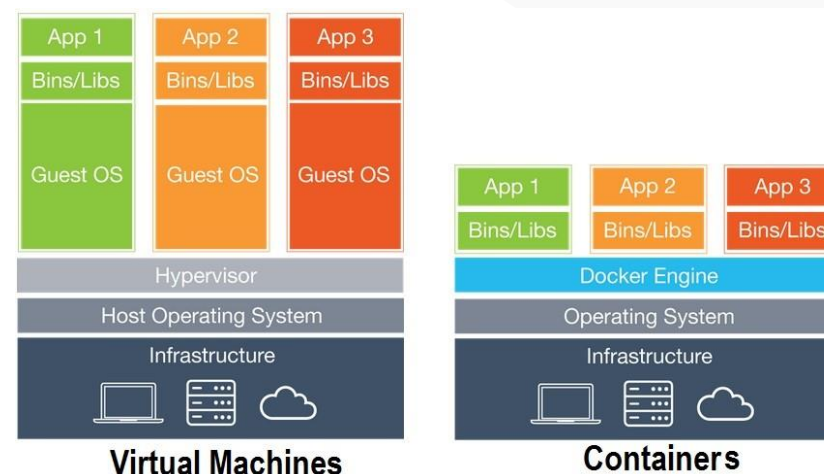 App 1
App 2
App 3
Bins/Libs
Bins/Libs
Bins/Libs
Guest OS
Guest OS
Guest OS
Hypervisor
Host Operating System
Infrastructure
Virtual Machines
App 1
App 2
App 3
Bins/Libs
Bins/Libs
Bins/Libs
Docker Engine
Operating System
Infrastructure
Containers